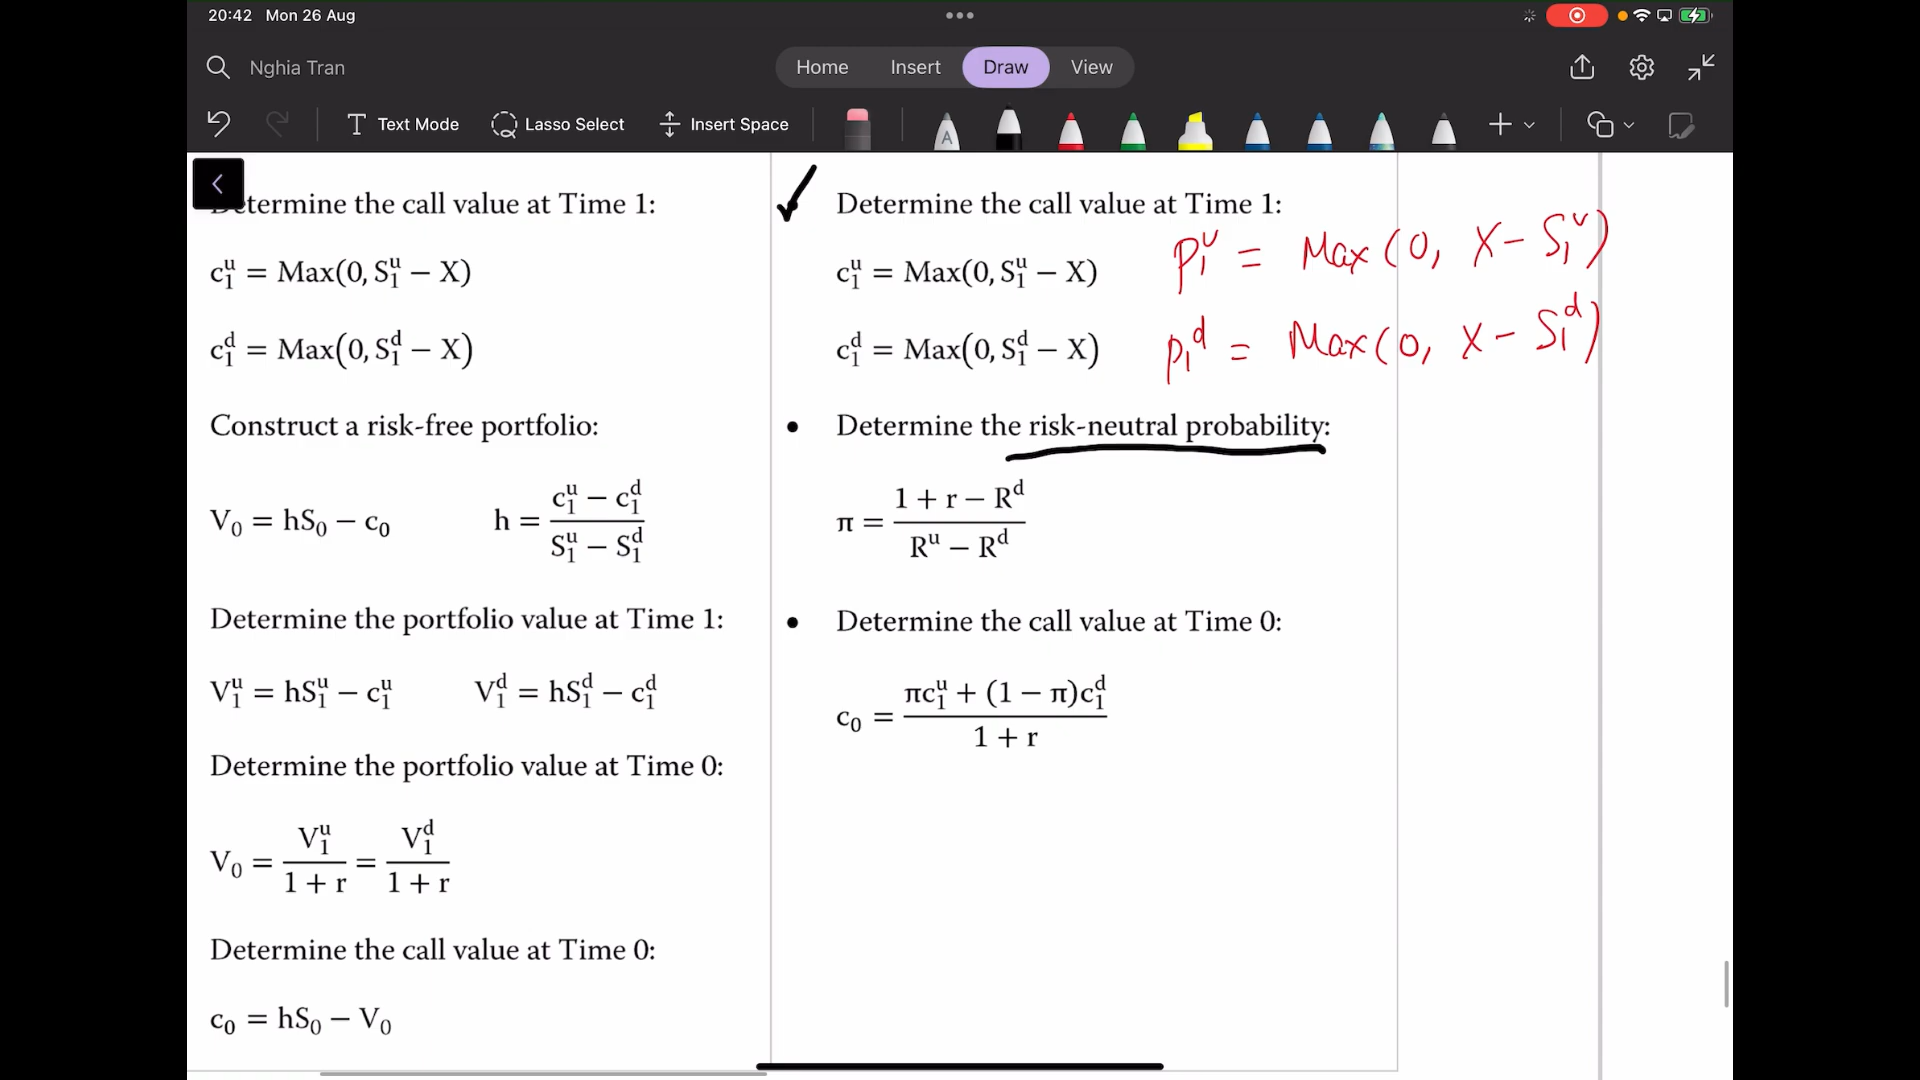 20:42 Mon 26 Aug
Nghia Tran
Home Insert Draw View
Text Mode Lasso Select Insert Space
Determine the call value at Time 1:
c₁ᵘ = Max(0, S₁ᵘ − X)
c₁ᵈ = Max(0, S₁ᵈ − X)
Construct a risk-free portfolio:
V₀ = hS₀ − c₀ h = (c₁ᵘ − c₁ᵈ) / (S₁ᵘ − S₁ᵈ)
Determine the portfolio value at Time 1:
V₁ᵘ = hS₁ᵘ − c₁ᵘ V₁ᵈ = hS₁ᵈ − c₁ᵈ
Determine the portfolio value at Time 0:
V₀ = V₁ᵘ / (1 + r) = V₁ᵈ / (1 + r)
Determine the call value at Time 0:
c₀ = hS₀ − V₀
Determine the call value at Time 1:
c₁ᵘ = Max(0, S₁ᵘ − X)
c₁ᵈ = Max(0, S₁ᵈ − X)
P₁ᵘ = Max(0, X − S₁ᵘ)
P₁ᵈ = Max(0, X − S₁ᵈ)
• Determine the risk-neutral probability:
π = (1 + r − Rᵈ) / (Rᵘ − Rᵈ)
• Determine the call value at Time 0:
c₀ = (πc₁ᵘ + (1 − π)c₁ᵈ) / (1 + r)